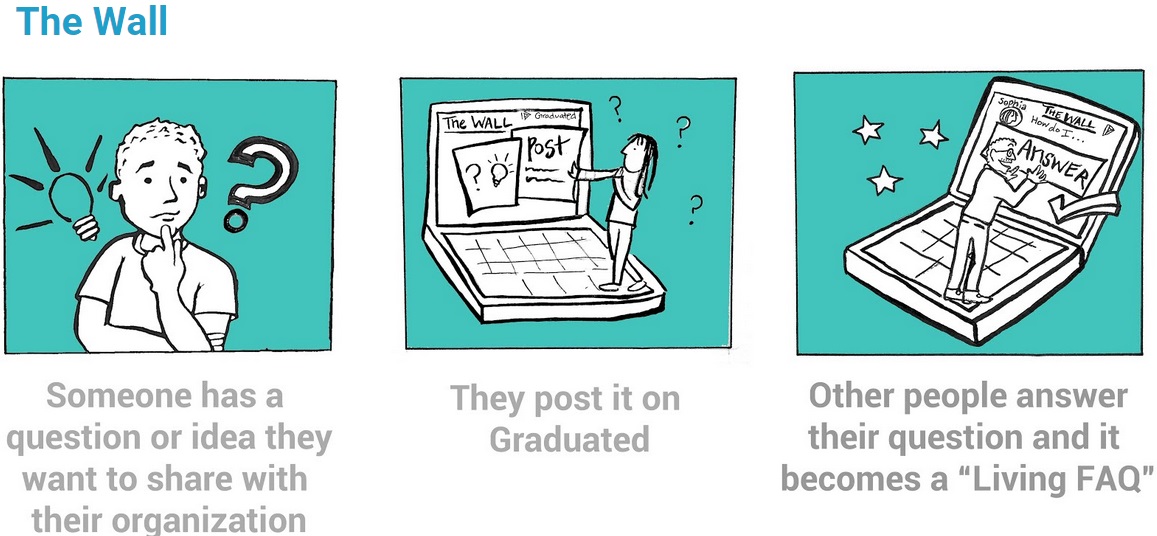 The Wall
The WALL
Graduated
?
Post
?
?
?
?
Sophia
THE WALL
How do I...
ANSWER
Someone has a
question or idea they
want to share with
their organization
They post it on
Graduated
Other people answer
their question and it
becomes a “Living FAQ”